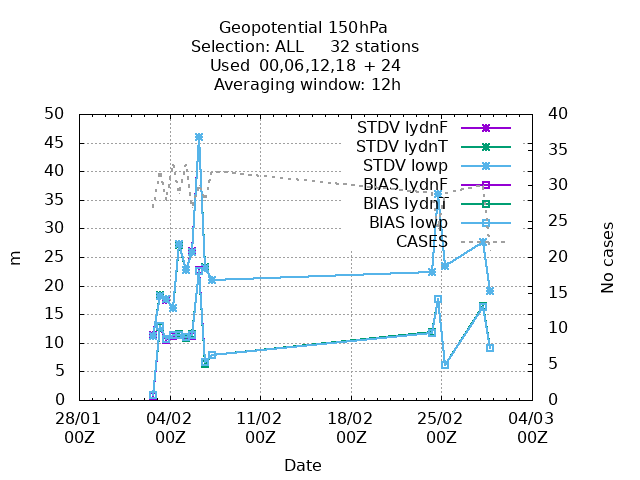 Geopotential 150hPa
Selection: ALL     32 stations
Used  00,06,12,18 + 24
Averaging window: 12h
50
45
40
35
30
25
20
15
10
5
0
40
35
30
25
20
15
10
5
0
m
No cases
STDV lydnF
STDV lydnT
STDV lowp
BIAS lydnF
BIAS lydnT
BIAS lowp
CASES
28/01 04/02 11/02 18/02 25/02 04/03
00Z 00Z 00Z 00Z 00Z 00Z
Date